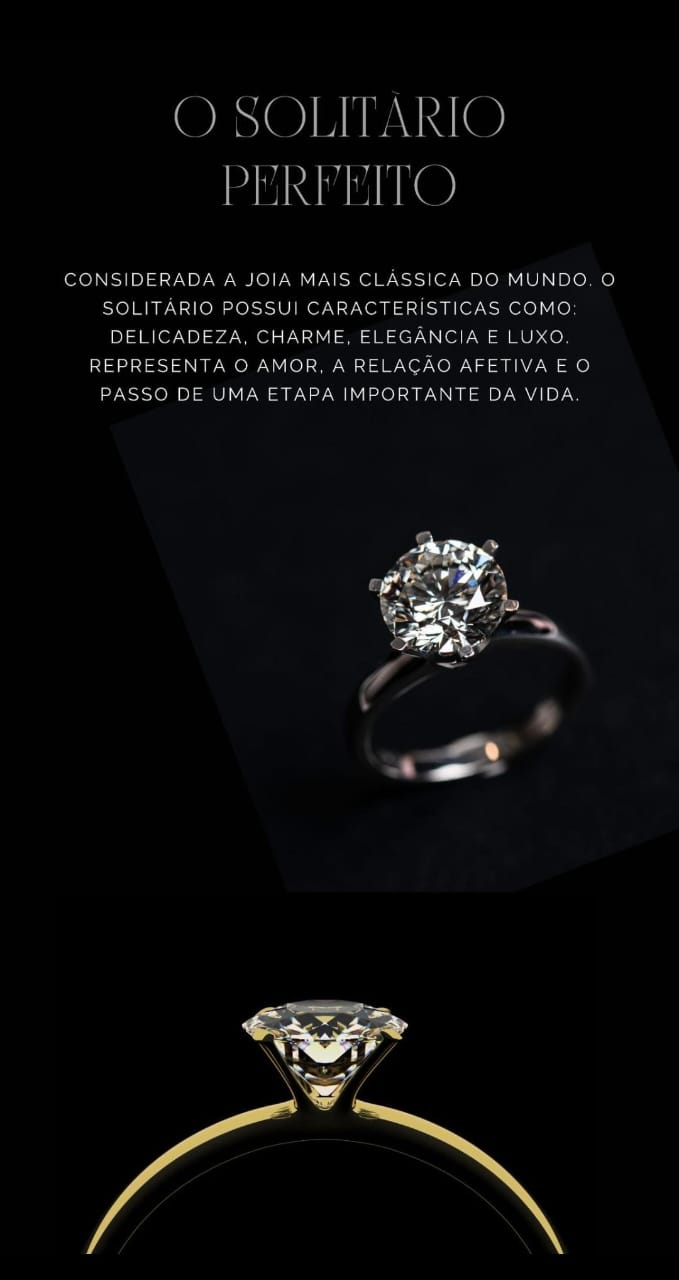 O SOLITÀRIO
PERFEITO
CONSIDERADA A JOIA MAIS CLÁSSICA DO MUNDO. O
SOLITÁRIO POSSUI CARACTERÍSTICAS COMO:
DELICADEZA, CHARME, ELEGÂNCIA E LUXO.
REPRESENTA O AMOR, A RELAÇÃO AFETIVA E O
PASSO DE UMA ETAPA IMPORTANTE DA VIDA.